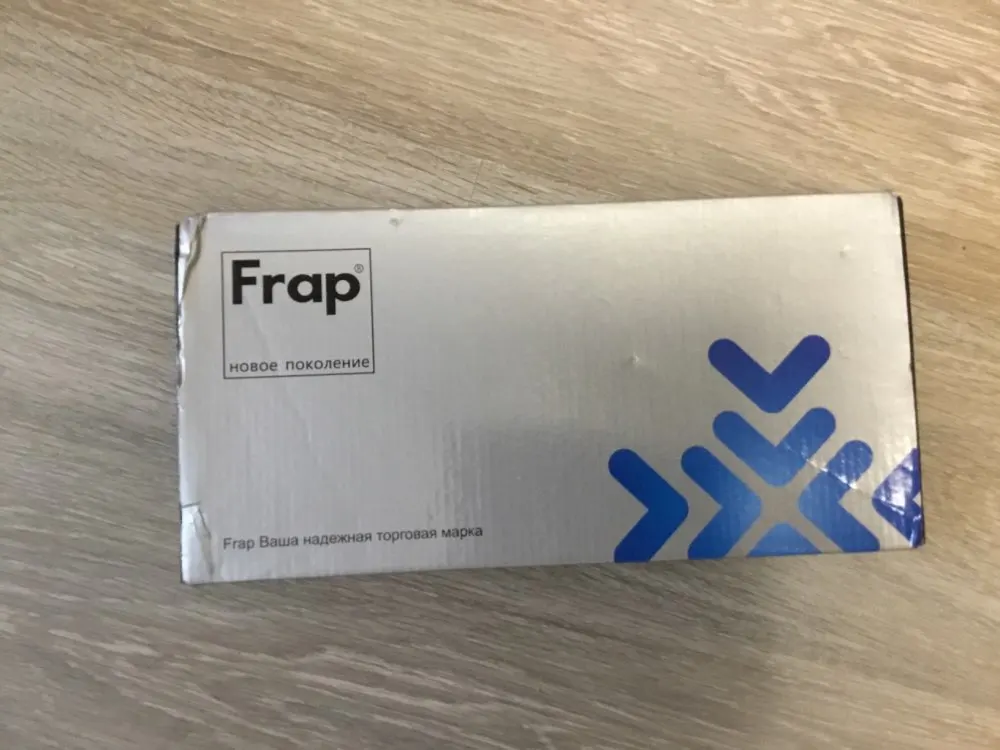 Frap®
новое поколение
Frap Ваша надежная торговая марка